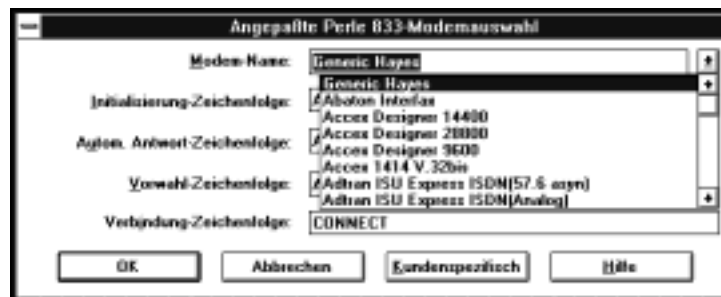 Angepaßte Perle 833-Modemauswahl
Modem-Name: Generic Hayes
Generic Hayes
Initialisierung-Zeichenfolge: A
Abaton Interfax
Accex Designer 14400
Autom. Antwort-Zeichenfolge: A
Accex Designer 28800
Accex Designer 9600
Accex 1414 V.32bis
Vorwahl-Zeichenfolge: A
Adtran ISU Express ISDN(57.6 asyn)
Adtran ISU Express ISDN(Analog)
Verbindung-Zeichenfolge: CONNECT
OK Abbrechen Kundenspezifisch Hilfe